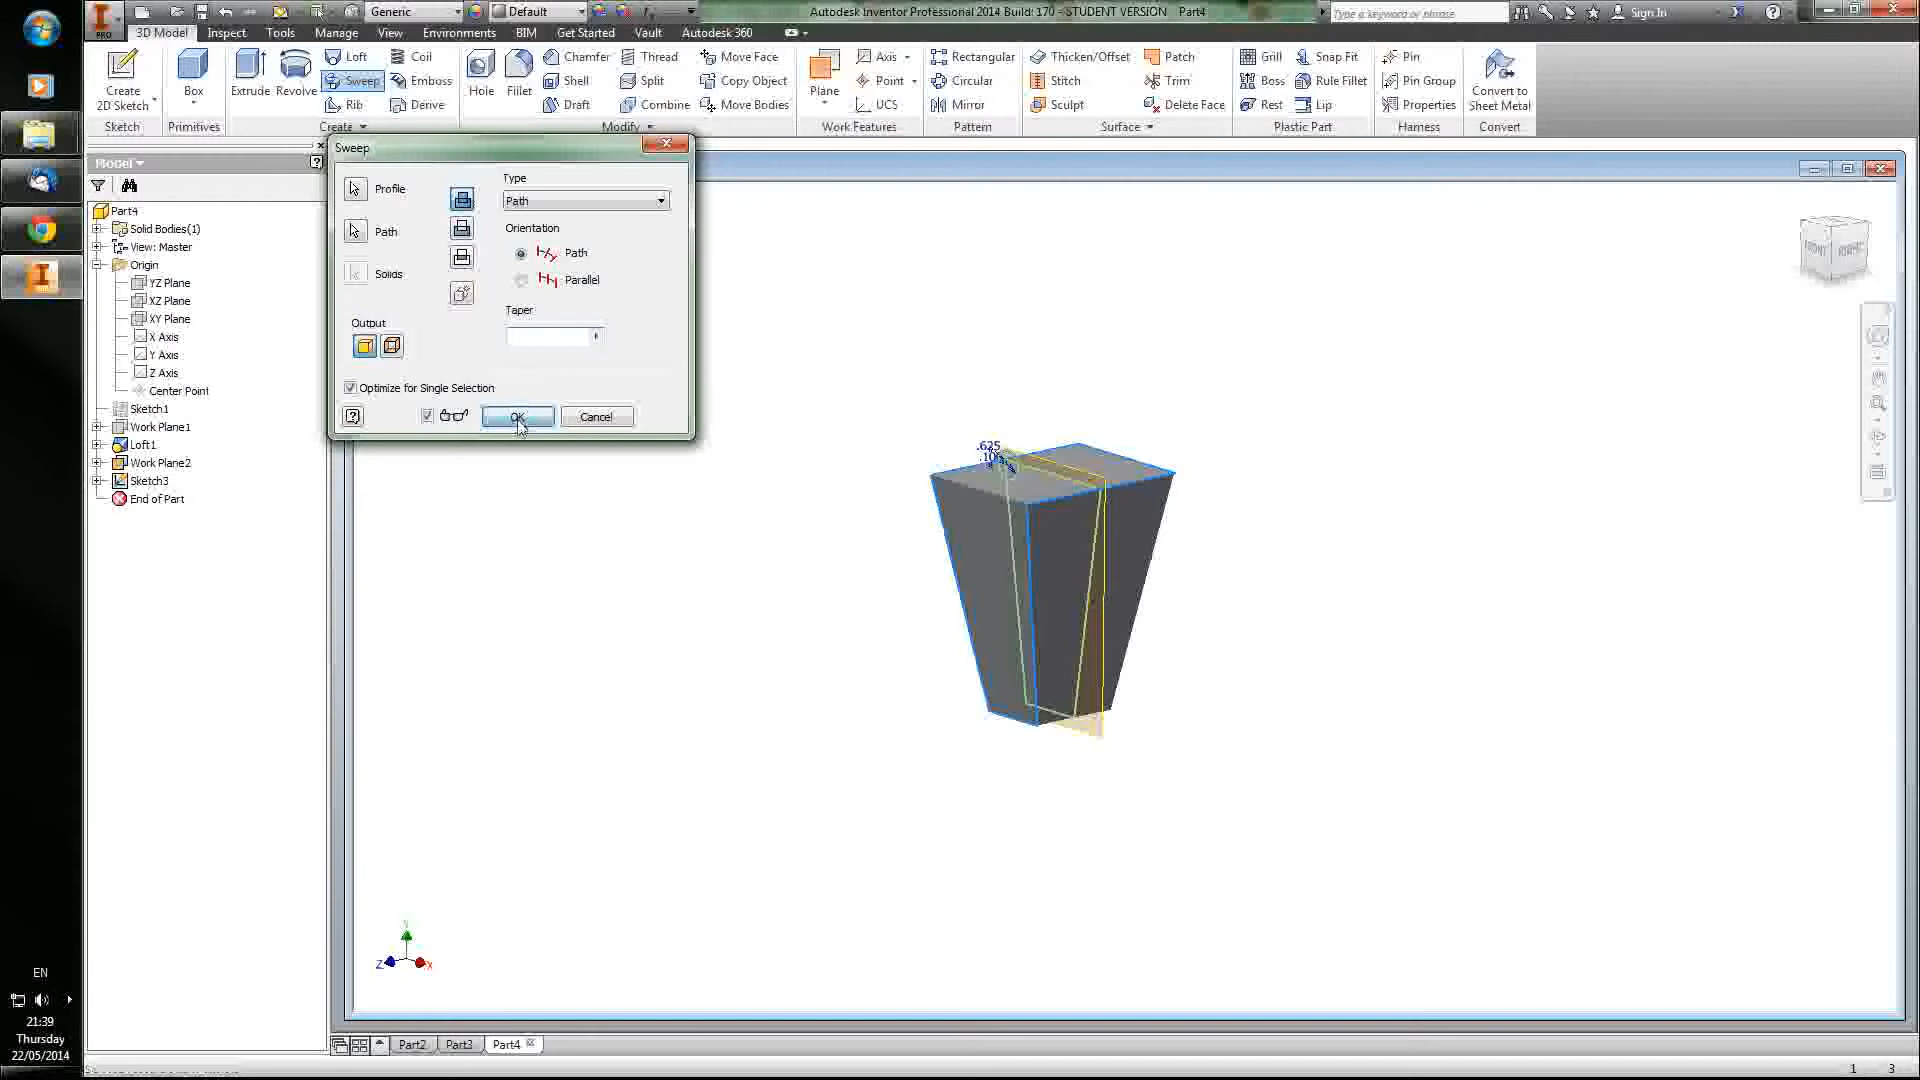 Generic
Default
Autodesk Inventor Professional 2014 Build: 170 - STUDENT VERSION Part4
Type a keyword or phrase
Sign In
PRO
3D Model
Inspect
Tools
Manage
View
Environments
BIM
Get Started
Vault
Autodesk 360
Create
2D Sketch
Box
Extrude
Revolve
Loft
Sweep
Rib
Coil
Emboss
Derive
Hole
Fillet
Chamfer
Shell
Draft
Thread
Split
Combine
Move Face
Copy Object
Move Bodies
Plane
Axis
Point
UCS
Rectangular
Circular
Mirror
Thicken/Offset
Stitch
Sculpt
Patch
Trim
Delete Face
Grill
Boss
Rest
Snap Fit
Rule Fillet
Lip
Pin
Pin Group
Properties
Convert to
Sheet Metal
Sketch
Primitives
Create
Modify
Work Features
Pattern
Surface
Plastic Part
Harness
Convert
Model
Part4
Solid Bodies(1)
View: Master
Origin
YZ Plane
XZ Plane
XY Plane
X Axis
Y Axis
Z Axis
Center Point
Sketch1
Work Plane1
Loft1
Work Plane2
Sketch3
End of Part
Sweep
Profile
Path
Solids
Output
Type
Path
Orientation
Path
Parallel
Taper
Optimize for Single Selection
OK
Cancel
.625
FRONT
Y
Z
X
EN
21:39
Thursday
22/05/2014
Part2
Part3
Part4
1
3